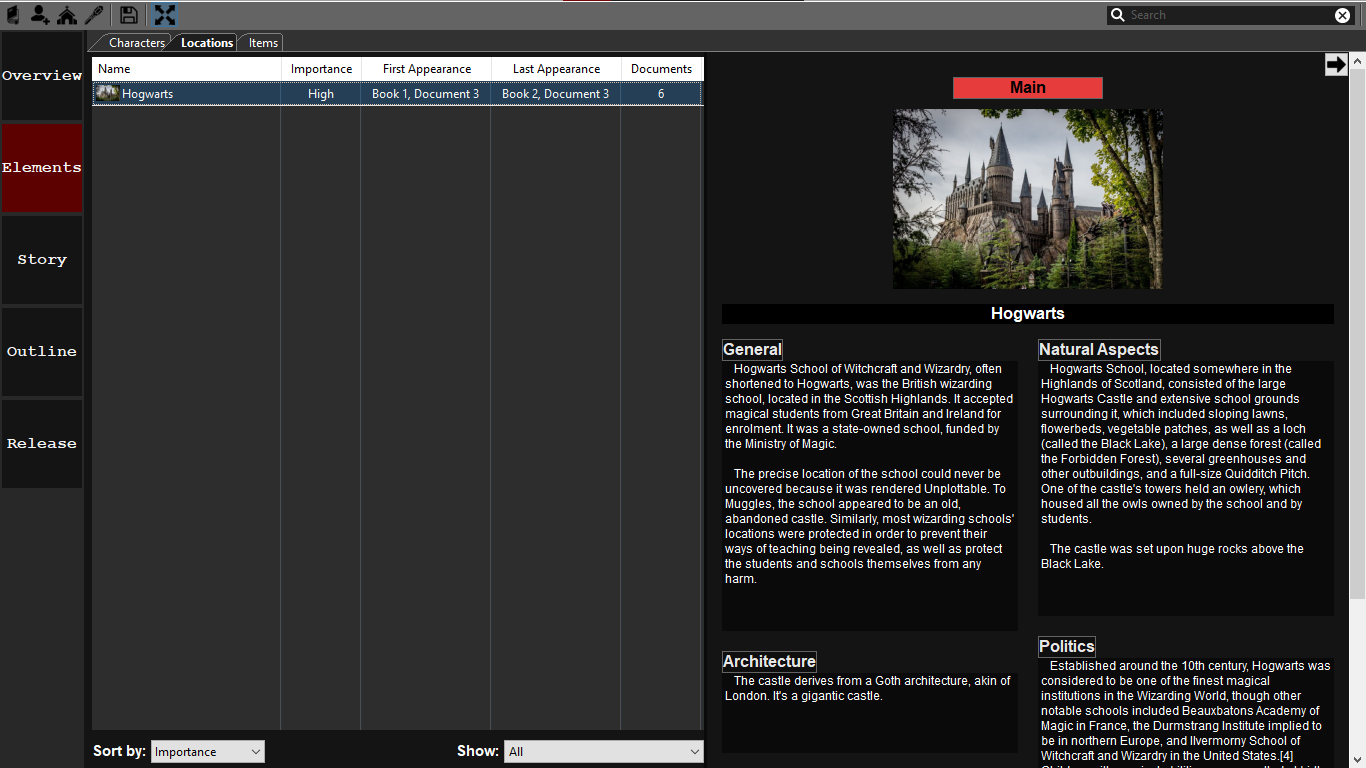 Search
Characters
Locations
Items
Overview
Elements
Story
Outline
Release
Name Importance First Appearance Last Appearance Documents
Hogwarts High Book 1, Document 3 Book 2, Document 3 6
Sort by: Importance
Show: All
Main
Hogwarts
General
Hogwarts School of Witchcraft and Wizardry, often
shortened to Hogwarts, was the British wizarding
school, located in the Scottish Highlands. It accepted
magical students from Great Britain and Ireland for
enrolment. It was a state-owned school, funded by
the Ministry of Magic.
The precise location of the school could never be
uncovered because it was rendered Unplottable. To
Muggles, the school appeared to be an old,
abandoned castle. Similarly, most wizarding schools'
locations were protected in order to prevent their
ways of teaching being revealed, as well as protect
the students and schools themselves from any
harm.
Architecture
The castle derives from a Goth architecture, akin of
London. It's a gigantic castle.
Natural Aspects
Hogwarts School, located somewhere in the
Highlands of Scotland, consisted of the large
Hogwarts Castle and extensive school grounds
surrounding it, which included sloping lawns,
flowerbeds, vegetable patches, as well as a loch
(called the Black Lake), a large dense forest (called
the Forbidden Forest), several greenhouses and
other outbuildings, and a full-size Quidditch Pitch.
One of the castle's towers held an owlery, which
housed all the owls owned by the school and by
students.
The castle was set upon huge rocks above the
Black Lake.
Politics
Established around the 10th century, Hogwarts was
considered to be one of the finest magical
institutions in the Wizarding World, though other
notable schools included Beauxbatons Academy of
Magic in France, the Durmstrang Institute implied to
be in northern Europe, and Ilvermorny School of
Witchcraft and Wizardry in the United States.[4]